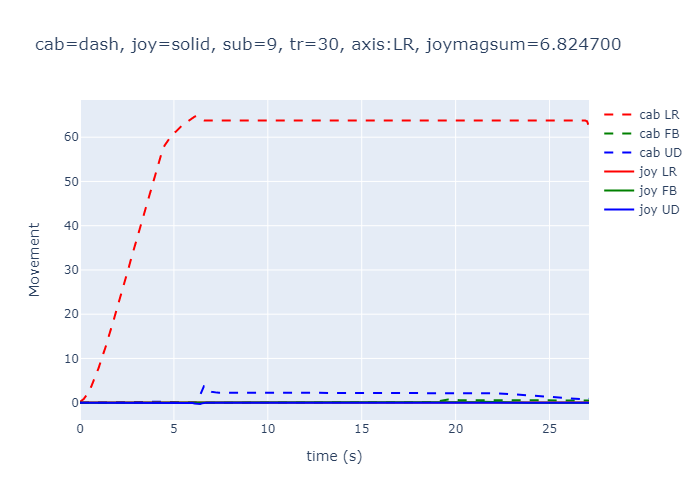 cab=dash, joy=solid, sub=9, tr=30, axis:LR, joymagsum=6.824700
cab LR
cab FB
cab UD
joy LR
joy FB
joy UD
Movement
60
50
40
30
20
10
0
0 5 10 15 20 25
time (s)